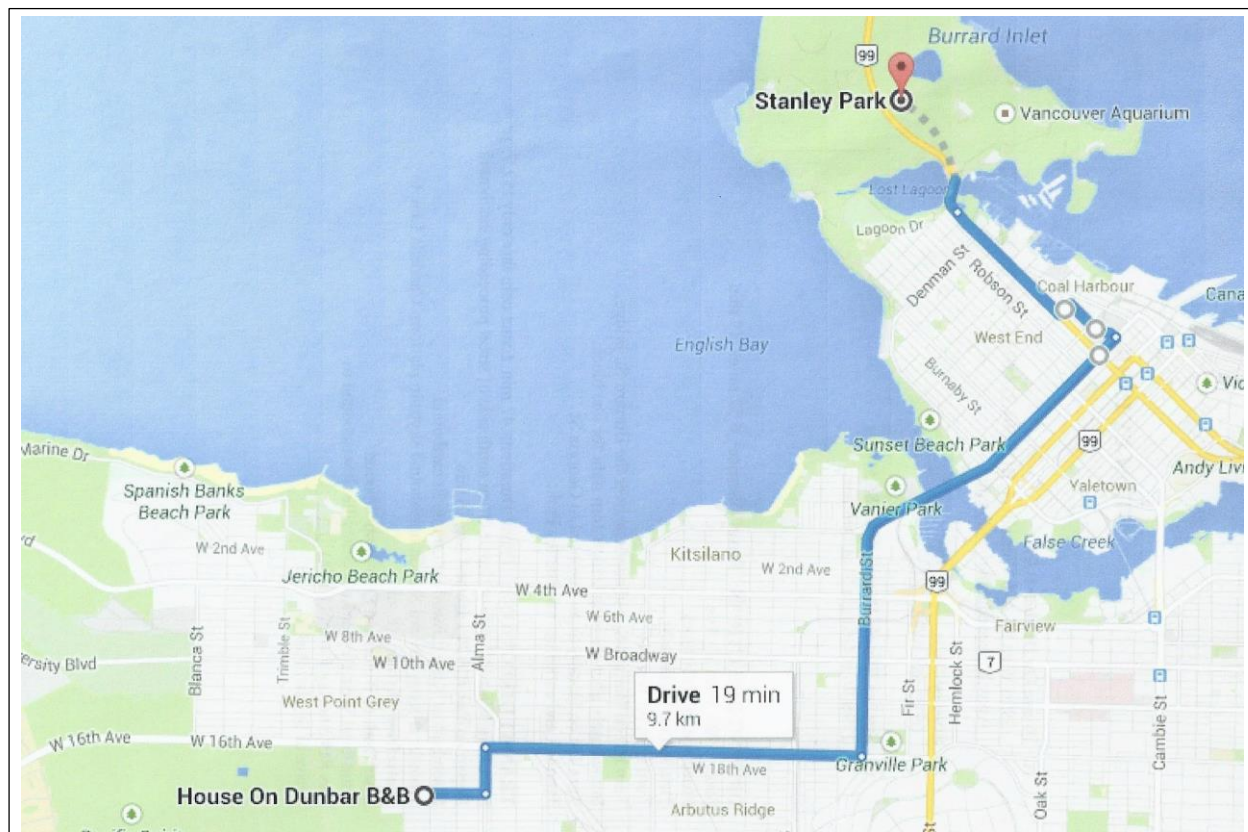 Burrard Inlet
99
Stanley Park
Vancouver Aquarium
Lost Lagoon
Lagoon Dr
Denman St
Robson St
Coal Harbour
Cana
English Bay
West End
Burnaby St
Vic
Sunset Beach Park
99
Andy Livi
Marine Dr
Spanish Banks
Beach Park
Yaletown
Vanier Park
rd
W 2nd Ave
Jericho Beach Park
Kitsilano
W 2nd Ave
False Creek
W 4th Ave
99
Burrard St
W 6th Ave
Fairview
Blanca St
Trimble St
W 8th Ave
Alma St
W 10th Ave
W Broadway
ersity Blvd
7
Hemlock St
Fir St
West Point Grey
Drive 19 min
9.7 km
Cambie St
W 16th Ave
W 16th Ave
W 18th Ave
Granville Park
Oak St
House On Dunbar B&B
Arbutus Ridge
St